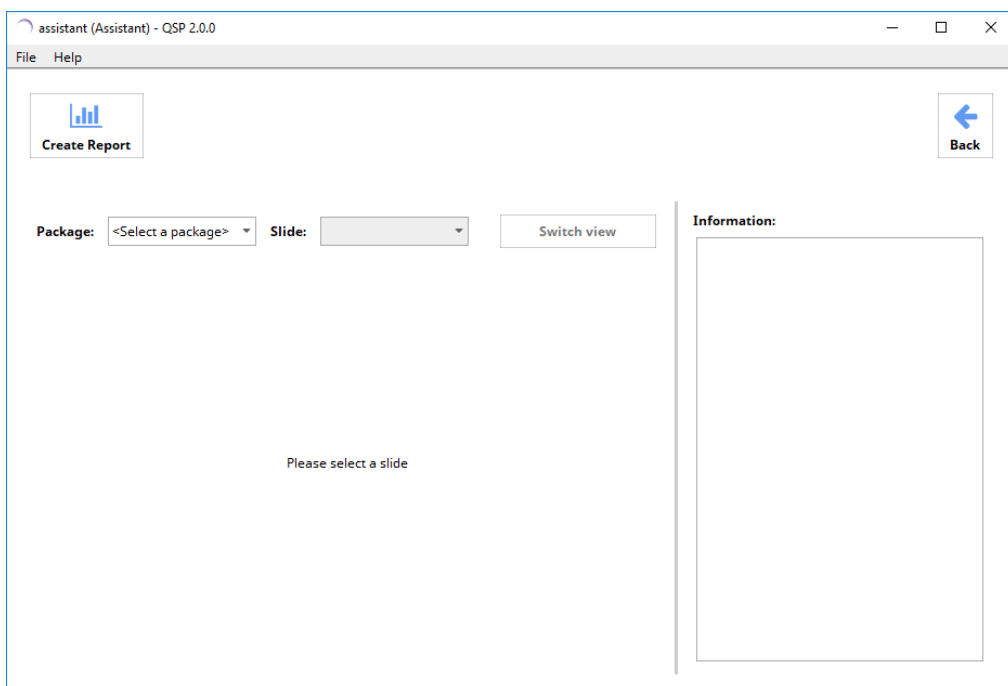 assistant (Assistant) - QSP 2.0.0
File Help
Create Report
Back
Package: <Select a package> Slide: Switch view
Information:
Please select a slide